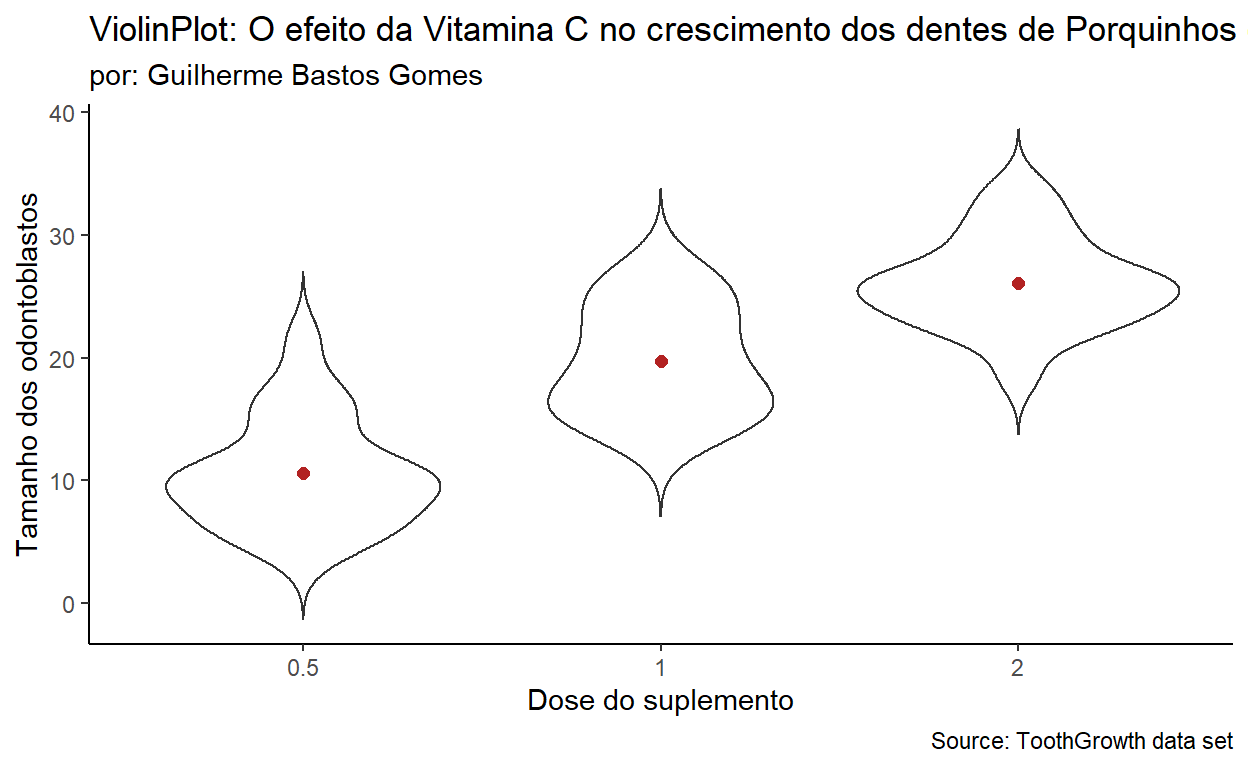 ViolinPlot: O efeito da Vitamina C no crescimento dos dentes de Porquinhos
por: Guilherme Bastos Gomes
40
30
20
10
0
Tamanho dos odontoblastos
0.5
1
2
Dose do suplemento
Source: ToothGrowth data set